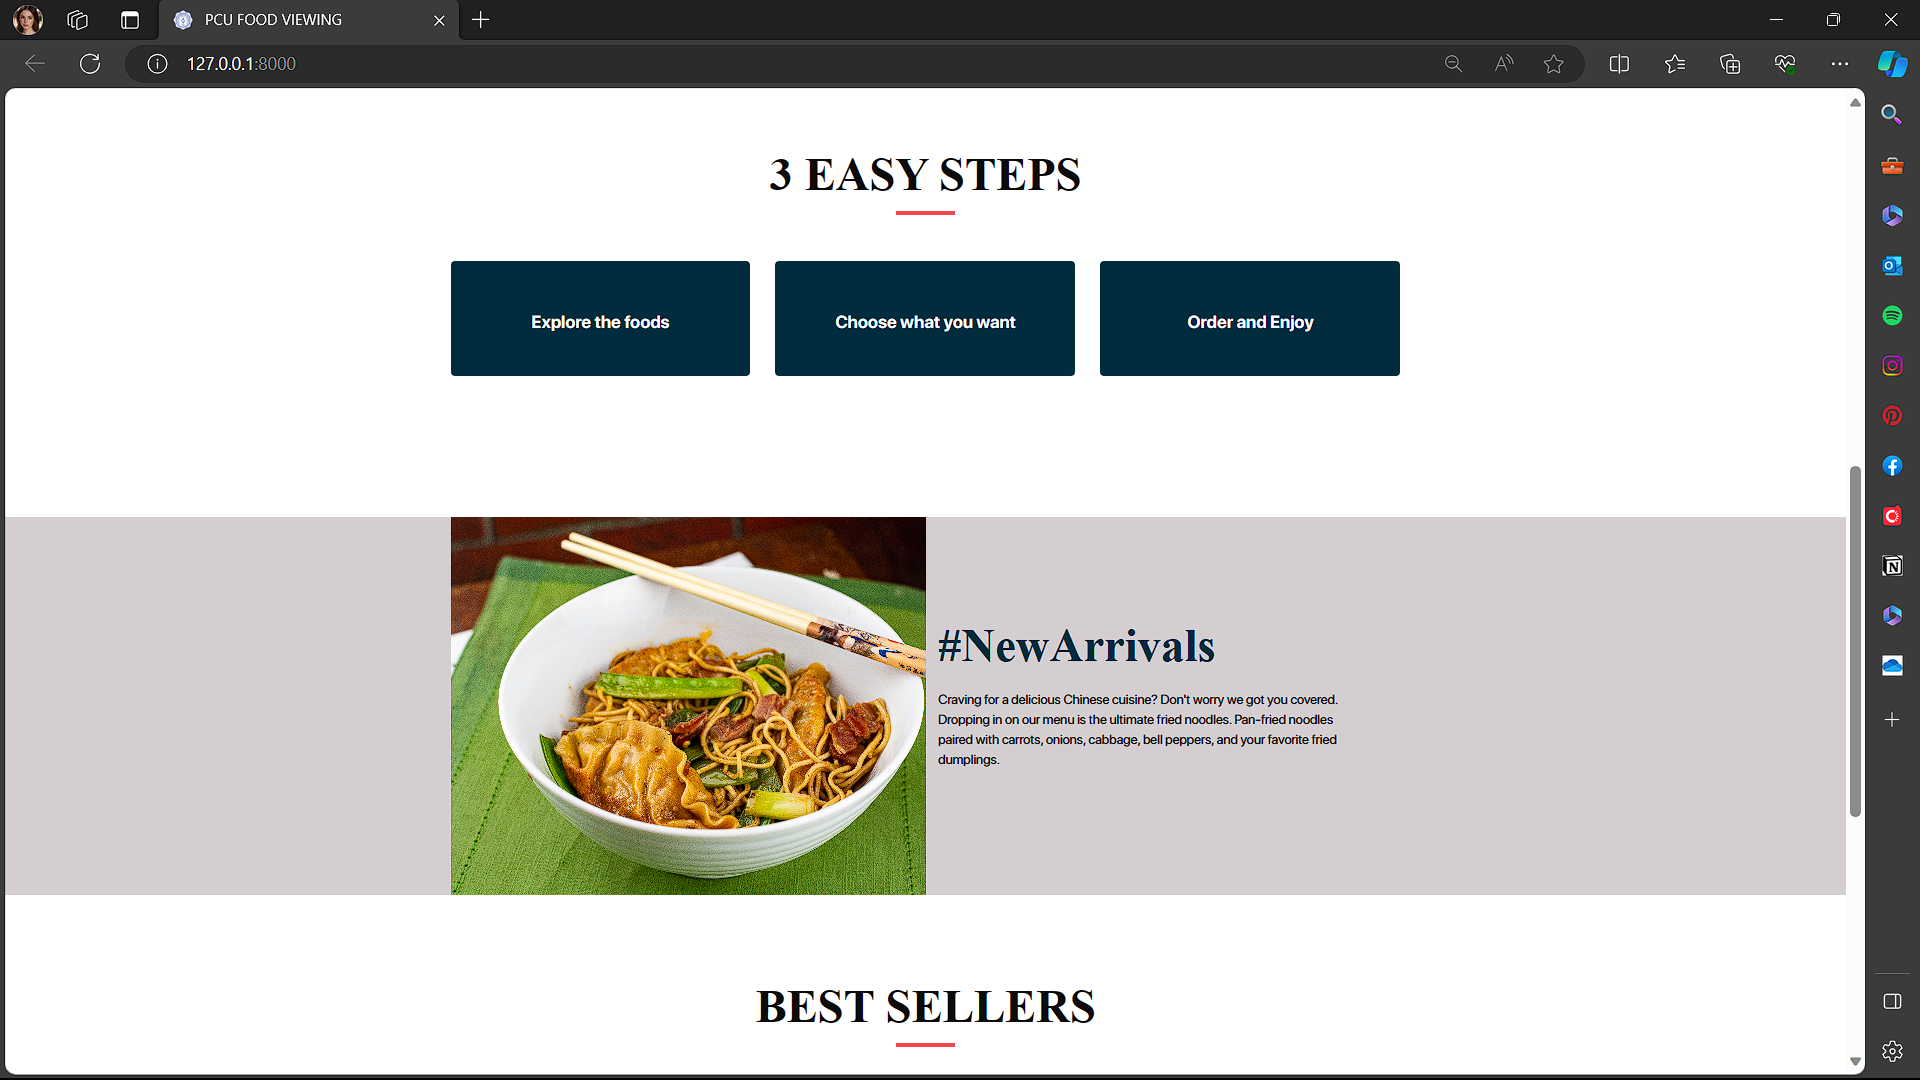 PCU FOOD VIEWING
127.0.0.1:8000
3 EASY STEPS
Explore the foods
Choose what you want
Order and Enjoy
#NewArrivals
Craving for a delicious Chinese cuisine? Don't worry we got you covered.
Dropping in on our menu is the ultimate fried noodles. Pan-fried noodles
paired with carrots, onions, cabbage, bell peppers, and your favorite fried
dumplings.
BEST SELLERS